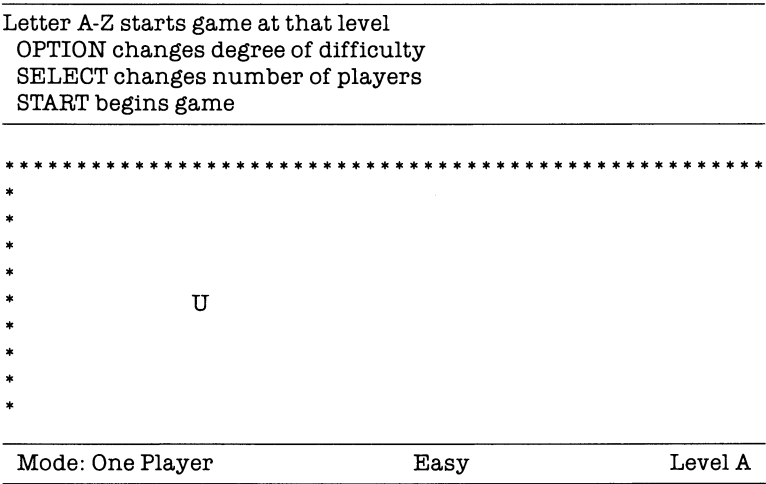 Letter A-Z starts game at that level
OPTION changes degree of difficulty
SELECT changes number of players
START begins game
* * * * * * * * * * * * * * * * * * * * * * * * * * * * * * * * * * * * * * * * * * * * * * * * * * * * *
*
*
*
*
* U
*
*
*
*
Mode: One Player Easy Level A